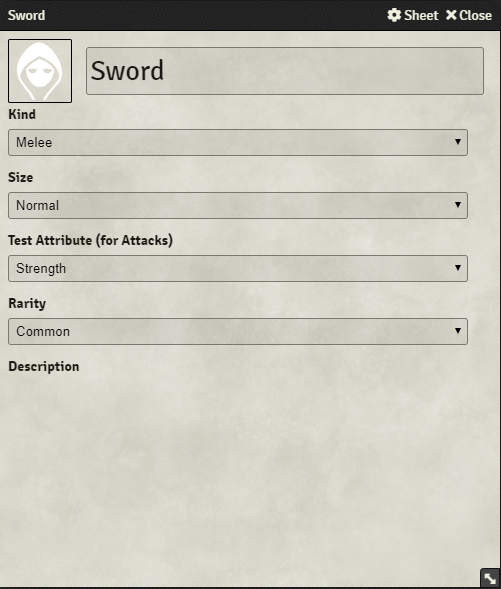 Sword
Sheet Close
Sword
Kind
Melee
Size
Normal
Test Attribute (for Attacks)
Strength
Rarity
Common
Description